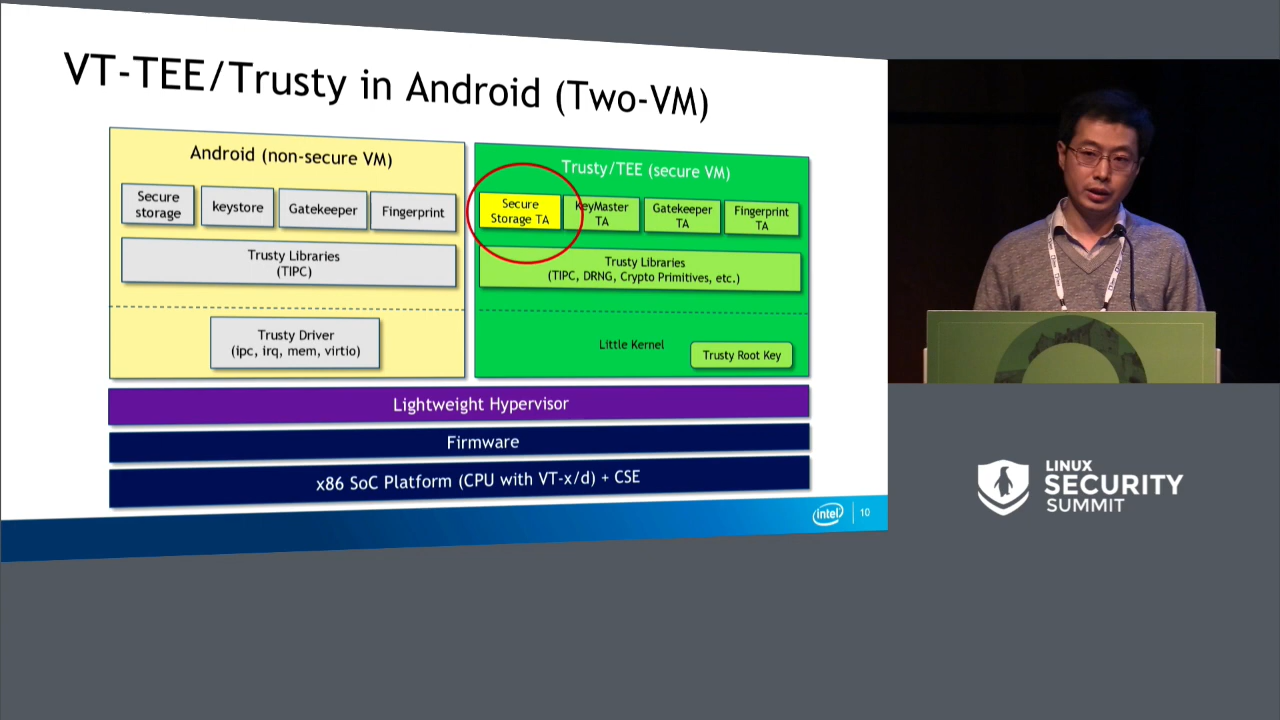 VT-TEE/Trusty in Android (Two-VM)
Android (non-secure VM)
Secure
storage
keystore
Gatekeeper
Fingerprint
Trusty Libraries
(TIPC)
Trusty Driver
(ipc, irq, mem, virtio)
Trusty/TEE (secure VM)
Secure
Storage TA
KeyMaster
TA
Gatekeeper
TA
Fingerprint
TA
Trusty Libraries
(TIPC, DRNG, Crypto Primitives, etc.)
Little Kernel
Trusty Root Key
Lightweight Hypervisor
Firmware
x86 SoC Platform (CPU with VT-x/d) + CSE
intel
10
LINUX
SECURITY
SUMMIT